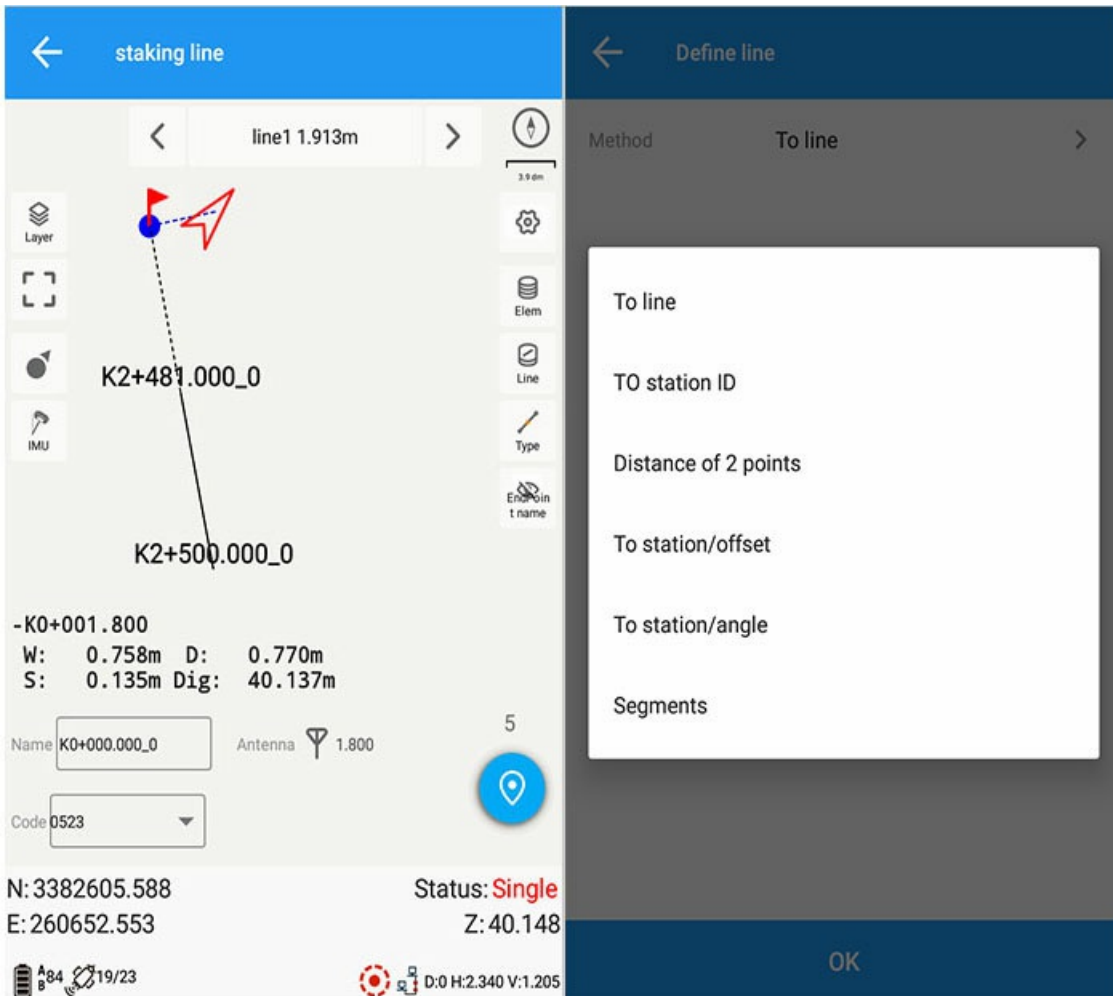 staking line
line1 1.913m
3.9 dm
Layer
Elem
K2+481.000_0
Line
IMU
Type
EndPoin
t name
K2+500.000_0
-K0+001.800
W: 0.758m D: 0.770m
S: 0.135m Dig: 40.137m
5
Name K0+000.000_0 Antenna 1.800
Code 0523
N:3382605.588 Status:Single
E:260652.553 Z:40.148
A
B 84 19/23 D:0 H:2.340 V:1.205
Define line
Method To line
To line
TO station ID
Distance of 2 points
To station/offset
To station/angle
Segments
OK